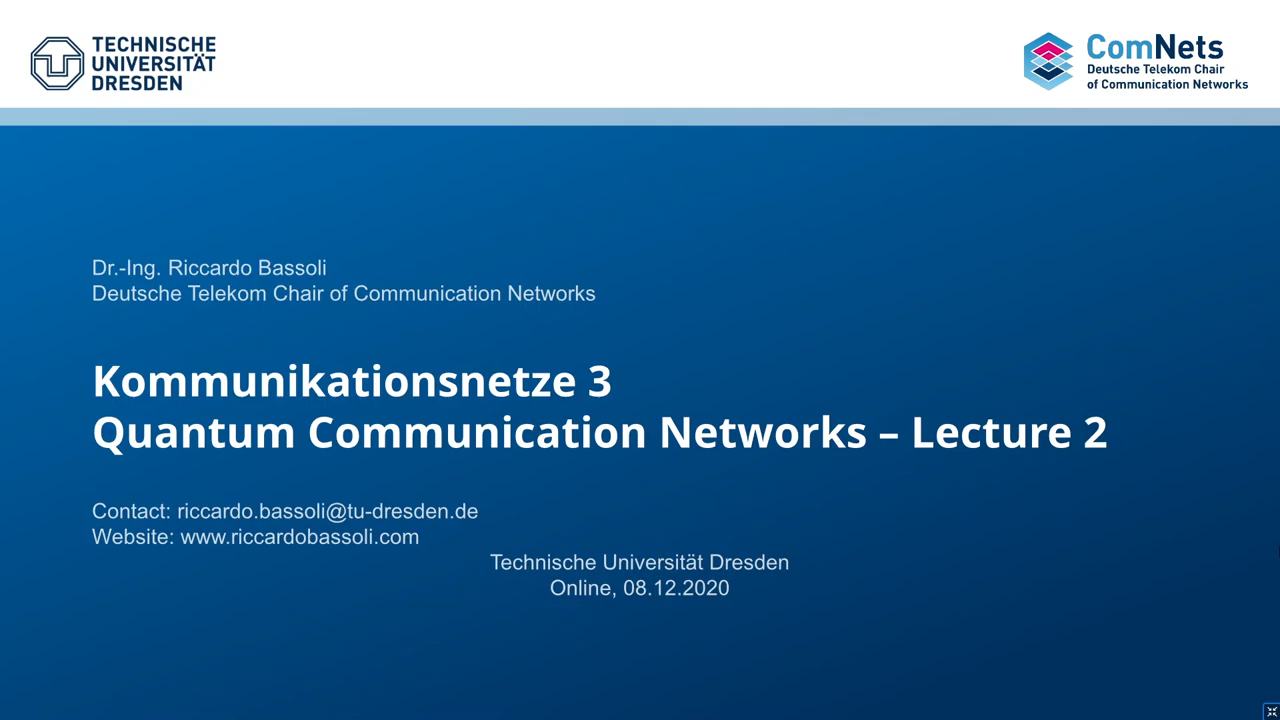 TECHNISCHE
UNIVERSITÄT
DRESDEN
ComNets
Deutsche Telekom Chair
of Communication Networks
Dr.-Ing. Riccardo Bassoli
Deutsche Telekom Chair of Communication Networks
Kommunikationsnetze 3
Quantum Communication Networks – Lecture 2
Contact: riccardo.bassoli@tu-dresden.de
Website: www.riccardobassoli.com
Technische Universität Dresden
Online, 08.12.2020